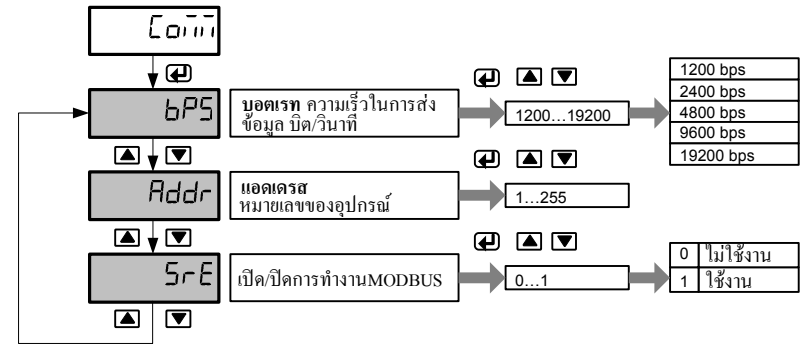 Comm
bPS
บอตเรท ความเร็วในการส่ง
ข้อมูล บิต/วินาที
1200...19200
1200 bps
2400 bps
4800 bps
9600 bps
19200 bps
Addr
แอดเดรส
หมายเลขของอุปกรณ์
1...255
SrE
เปิด/ปิดการทำงานMODBUS
0...1
0 ไม่ใช้งาน
1 ใช้งาน